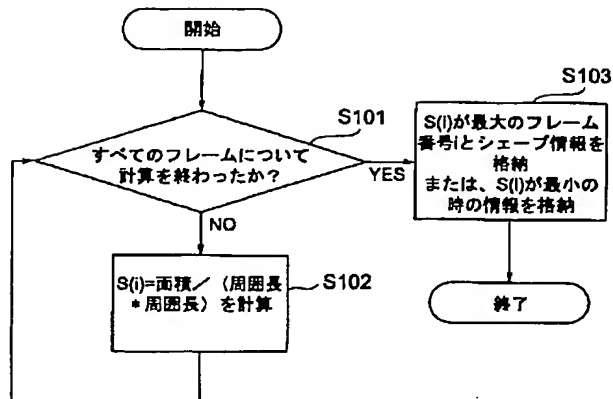 開始
S101
すべてのフレームについて
計算を終わったか？
YES
NO
S102
S(i)=面積／（周囲長
＊周囲長）を計算
S103
S(i)が最大のフレーム
番号iとシェープ情報を
格納
または、S(i)が最小の
時の情報を格納
終了